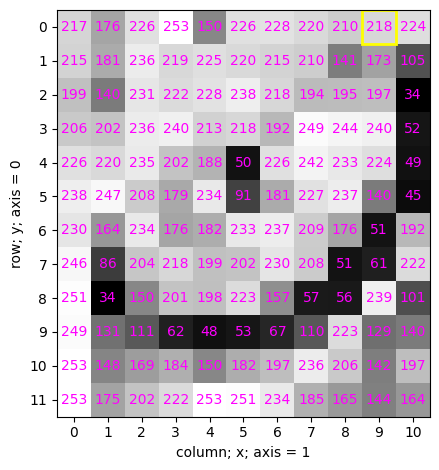 0 217 176 226 253 150 226 228 220 210 218 224
1 215 181 236 219 225 220 215 210 141 173 105
2 199 140 231 222 228 238 218 194 195 197 34
3 206 202 236 240 213 218 192 249 244 240 52
4 226 220 235 202 188 50 226 242 233 224 49
5 238 247 208 179 234 91 181 227 237 140 45
6 230 164 234 176 182 233 237 209 176 51 192
7 246 86 204 218 199 202 230 208 51 61 222
8 251 34 150 201 198 223 157 57 56 239 101
9 249 131 111 62 48 53 67 110 223 120 140
10 253 148 169 184 150 182 197 236 206 142 197
11 253 175 202 222 253 251 234 185 165 144 164
0 1 2 3 4 5 6 7 8 9 10
column; x; axis = 1
row; y; axis = 0